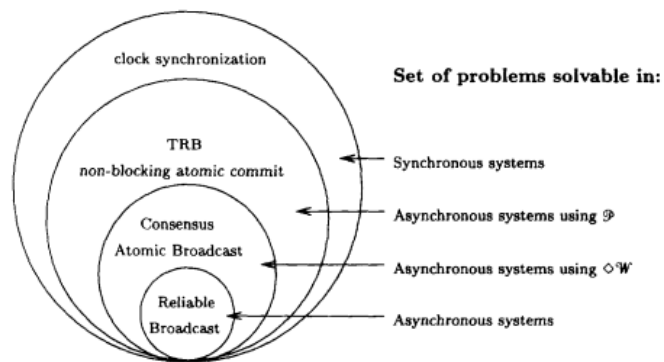 clock synchronization
Set of problems solvable in:
TRB
non-blocking atomic commit
Synchronous systems
Consensus
Atomic Broadcast
Asynchronous systems using 𝒫
Asynchronous systems using ◇𝒲
Reliable
Broadcast
Asynchronous systems